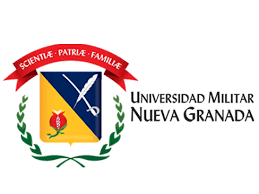 SCIENTIÆ · PATRIÆ · FAMILIÆ
UNIVERSIDAD MILITAR
NUEVA GRANADA